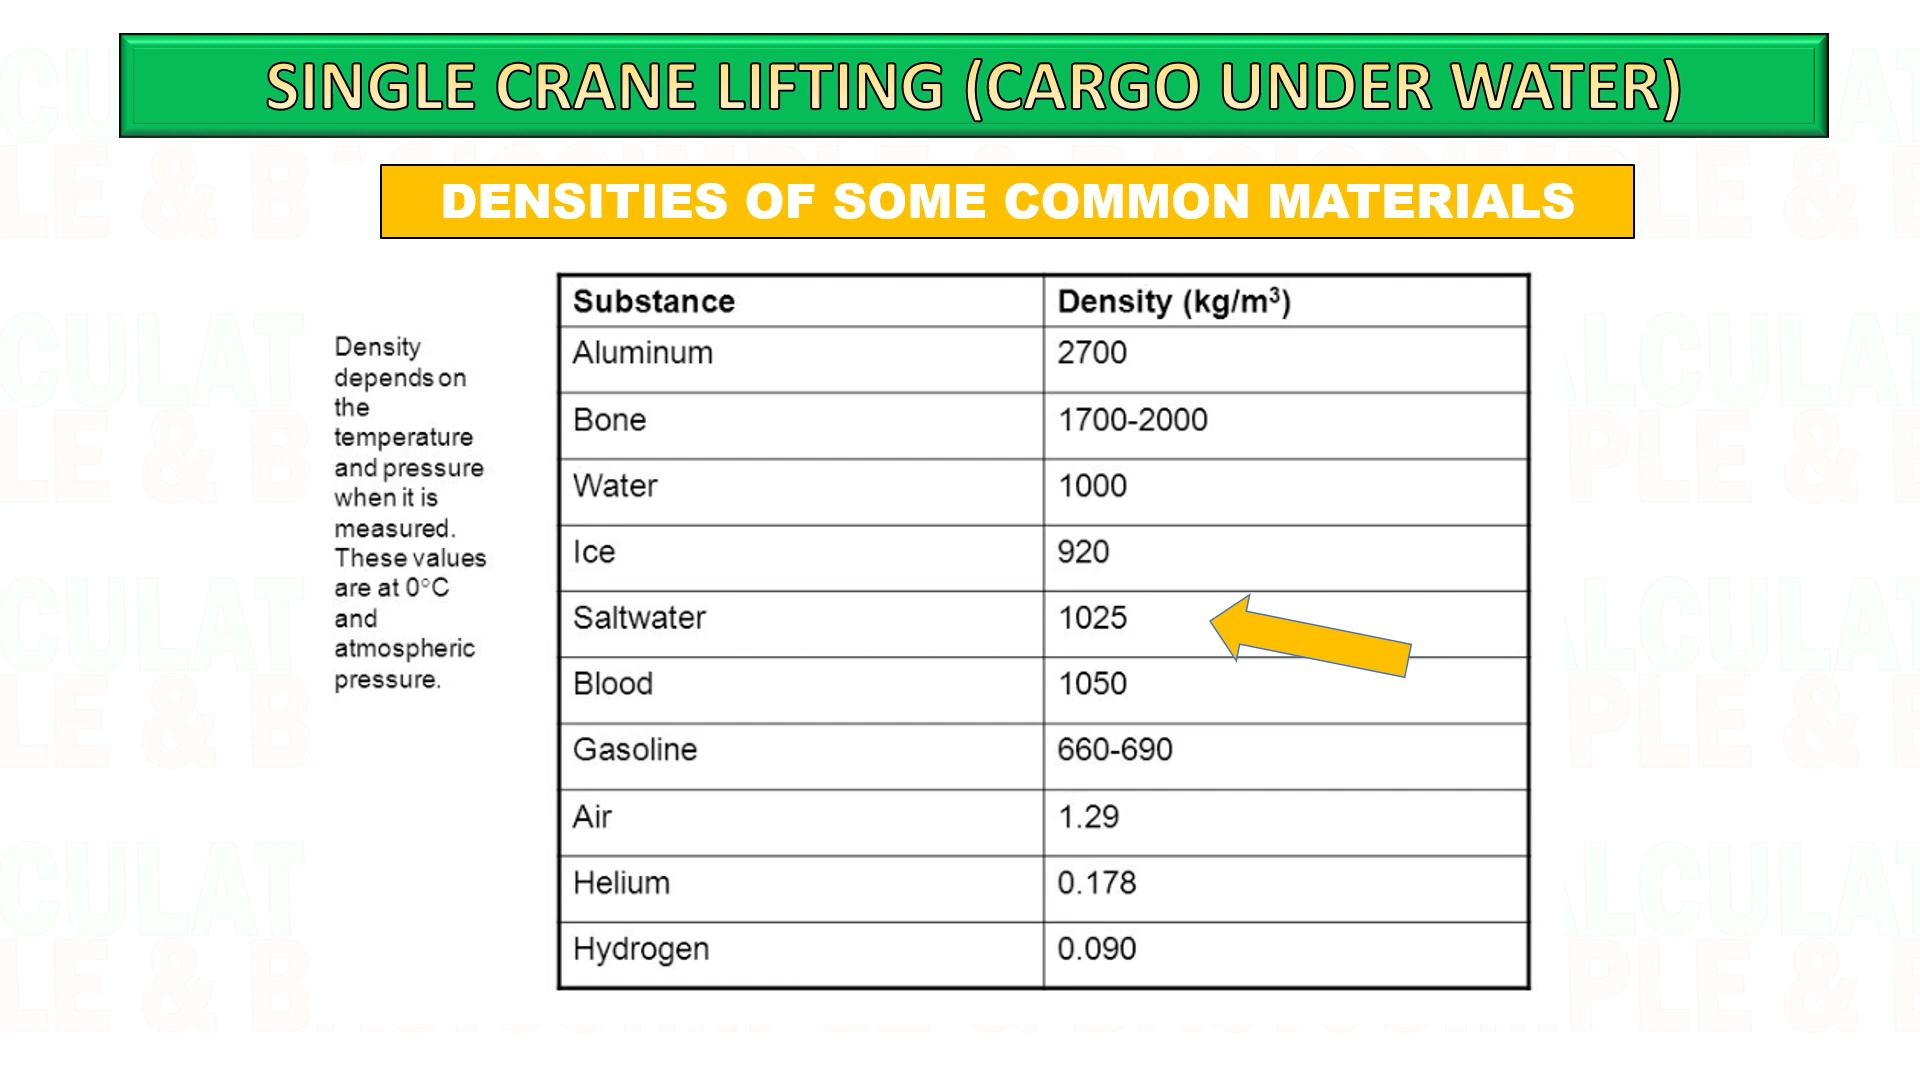 SINGLE CRANE LIFTING (CARGO UNDER WATER)
DENSITIES OF SOME COMMON MATERIALS
Density
depends on
the
temperature
and pressure
when it is
measured.
These values
are at 0°C
and
atmospheric
pressure.
Substance Density (kg/m³)
Aluminum 2700
Bone 1700-2000
Water 1000
Ice 920
Saltwater 1025
Blood 1050
Gasoline 660-690
Air 1.29
Helium 0.178
Hydrogen 0.090